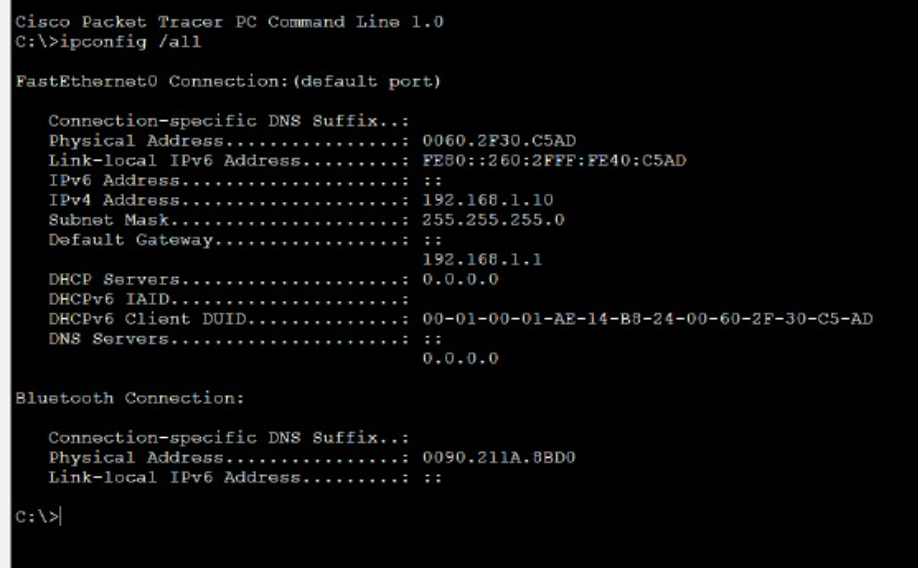 Cisco Packet Tracer PC Command Line 1.0
C:\>ipconfig /all
FastEthernet0 Connection:(default port)
Connection-specific DNS Suffix..:
Physical Address................: 0060.2F30.C5AD
Link-local IPv6 Address.........: FE80::260:2FFF:FE40:C5AD
IPv6 Address....................: ::
IPv4 Address....................: 192.168.1.10
Subnet Mask.....................: 255.255.255.0
Default Gateway.................: ::
192.168.1.1
DHCP Servers....................: 0.0.0.0
DHCPv6 IAID.....................:
DHCPv6 Client DUID..............: 00-01-00-01-AE-14-B8-24-00-60-2F-30-C5-AD
DNS Servers.....................: ::
0.0.0.0
Bluetooth Connection:
Connection-specific DNS Suffix..:
Physical Address................: 0090.211A.8BD0
Link-local IPv6 Address.........: ::
C:\>